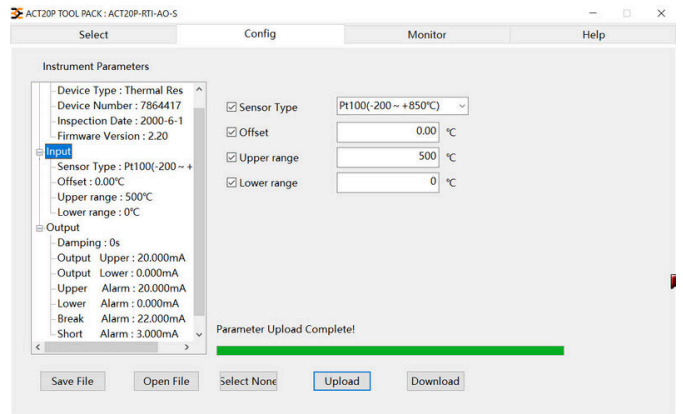 ACT20P TOOL PACK : ACT20P-RTI-AO-S
Select Config Monitor Help
Instrument Parameters
Device Type : Thermal Res
Device Number : 7864417
Inspection Date : 2000-6-1
Firmware Version : 2.20
Input
Sensor Type : Pt100(-200 ~ +
Offset : 0.00℃
Upper range : 500℃
Lower range : 0℃
Output
Damping : 0s
Output Upper : 20.000mA
Output Lower : 0.000mA
Upper Alarm : 20.000mA
Lower Alarm : 0.000mA
Break Alarm : 22.000mA
Short Alarm : 3.000mA
Sensor Type Pt100(-200 ~ +850℃)
Offset 0.00 ℃
Upper range 500 ℃
Lower range 0 ℃
Parameter Upload Complete!
Save File Open File Select None Upload Download